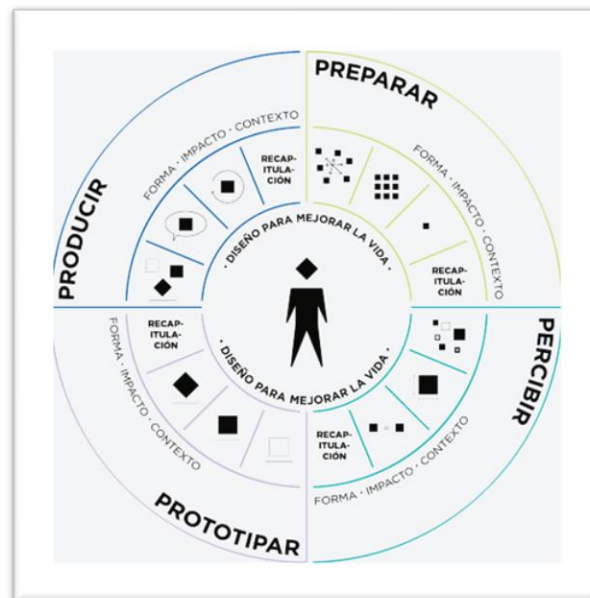 PREPARAR
FORMA · IMPACTO · CONTEXTO
RECAP-
ITULA-
CIÓN
PERCIBIR
FORMA · IMPACTO · CONTEXTO
RECAP-
ITULA-
CIÓN
PROTOTIPAR
FORMA · IMPACTO · CONTEXTO
RECAP-
ITULA-
CIÓN
PRODUCIR
FORMA · IMPACTO · CONTEXTO
RECAP-
ITULA-
CIÓN
· DISEÑO PARA MEJORAR LA VIDA ·
· DISEÑO PARA MEJORAR LA VIDA ·